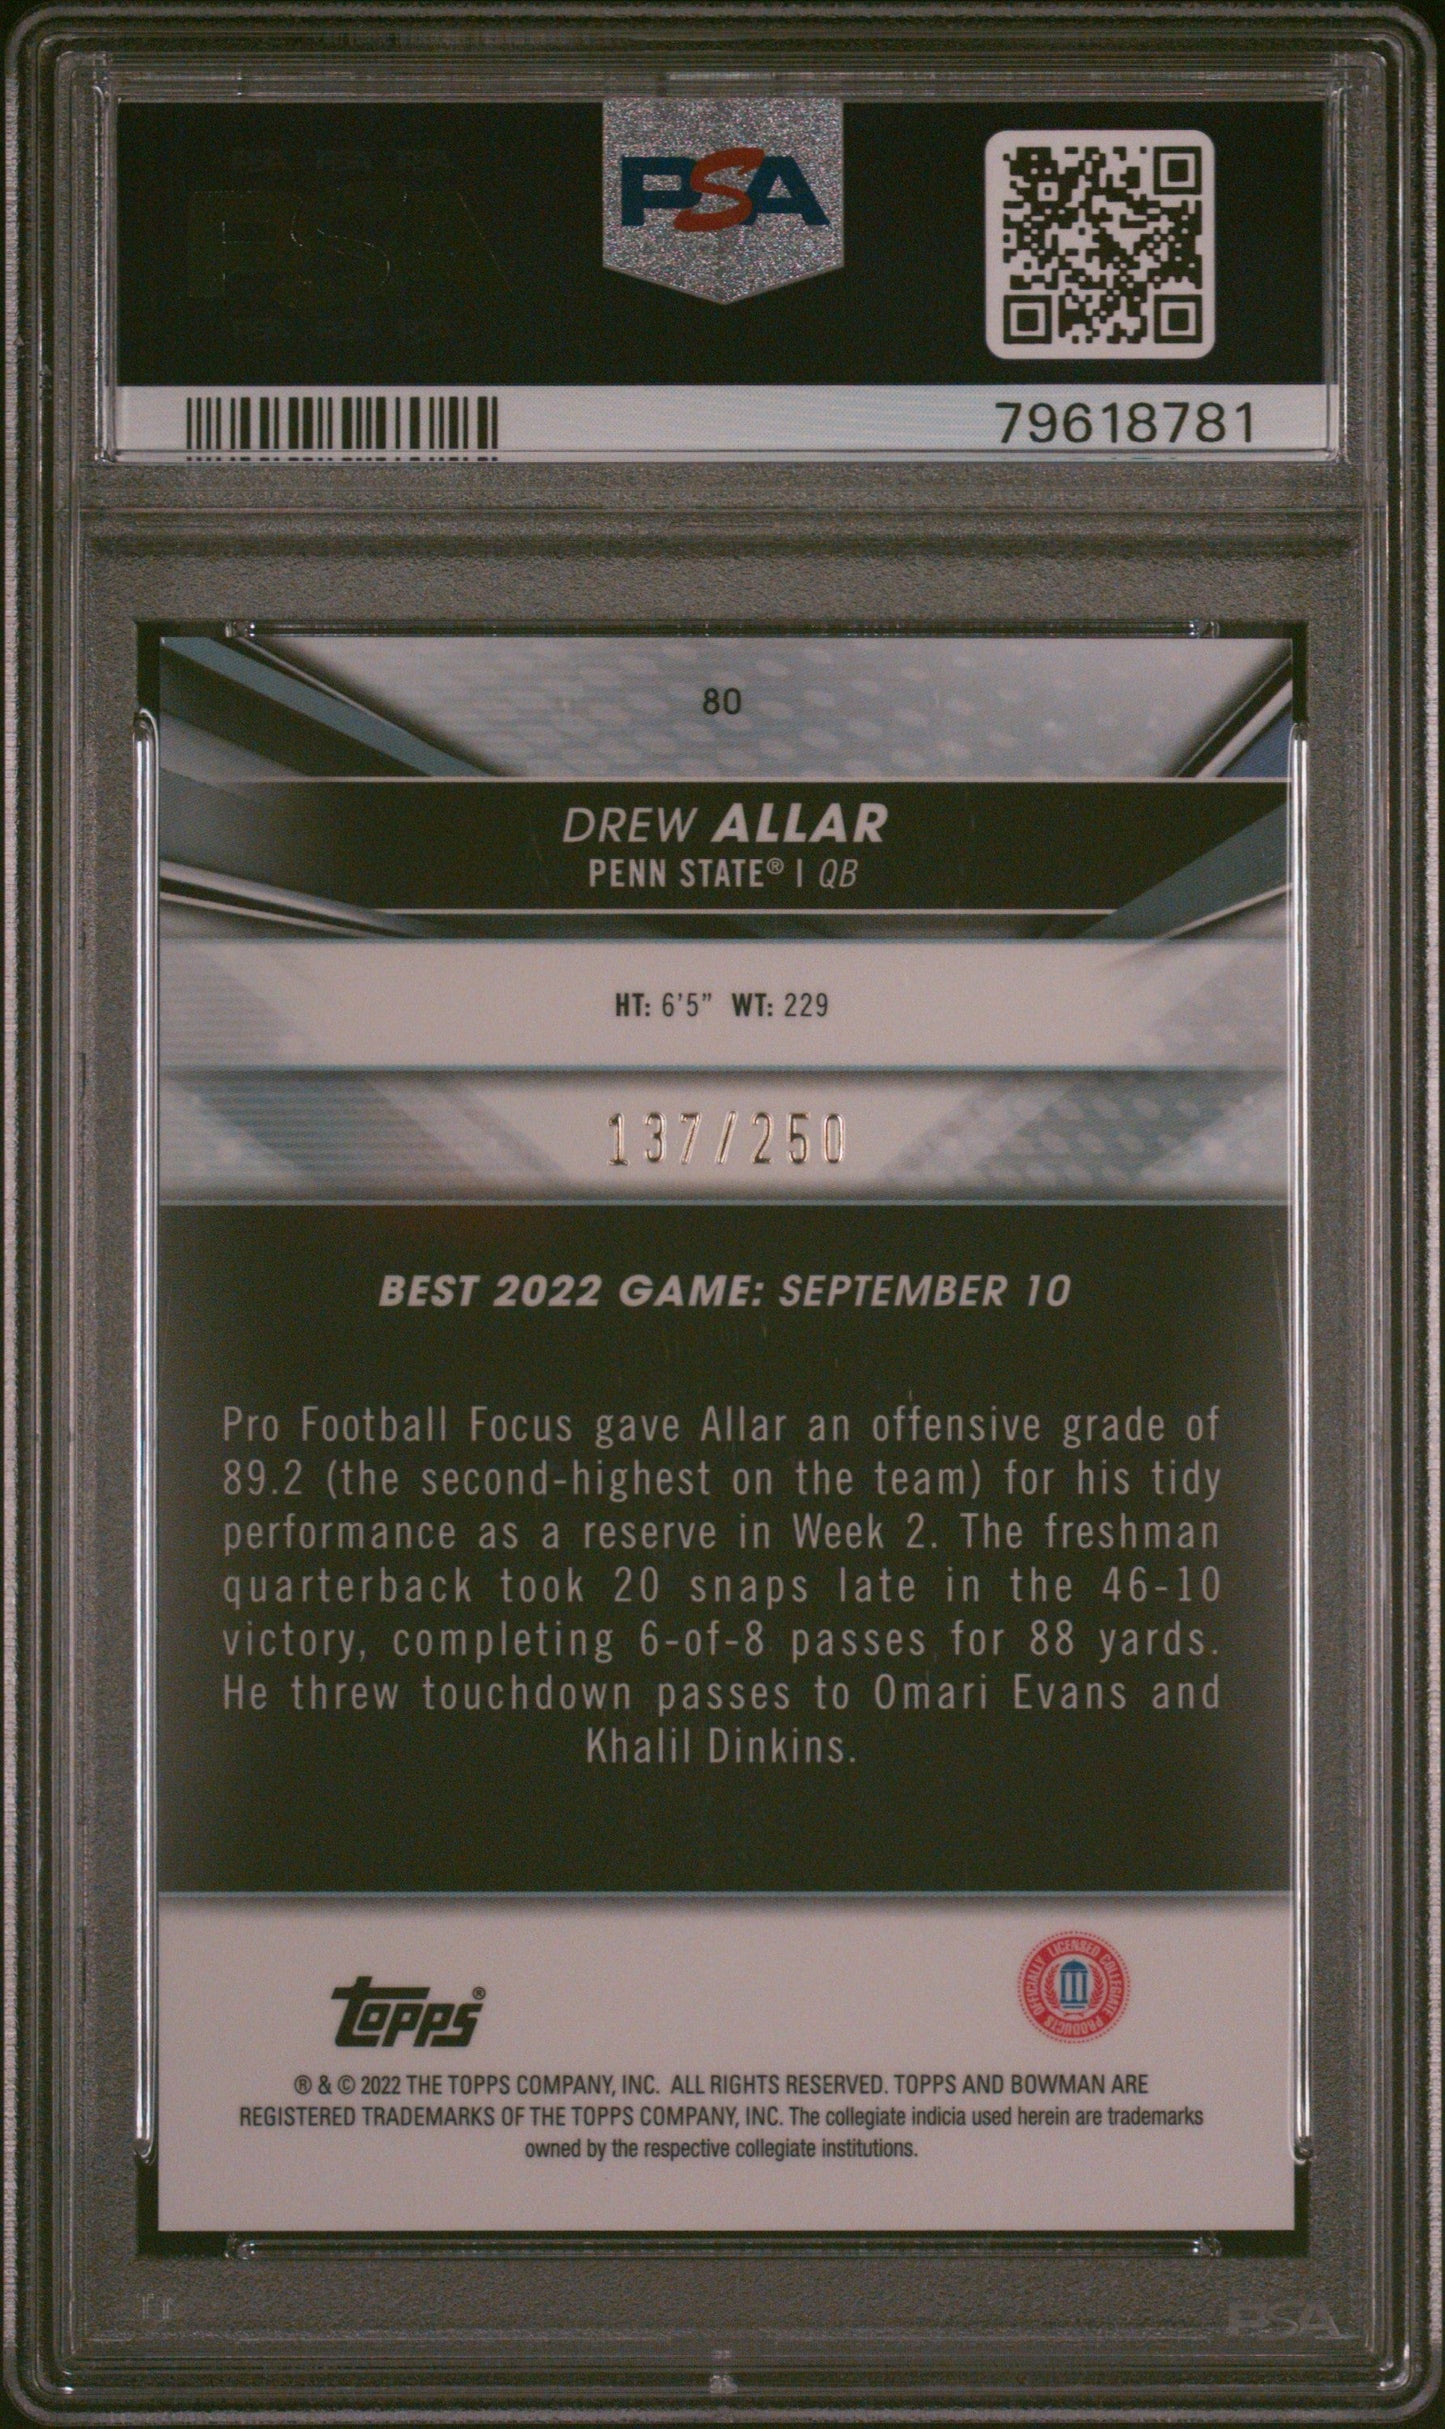 PSA
79618781
80
DREW ALLAR
PENN STATE® | QB
HT: 6'5" WT: 229
137/250
BEST 2022 GAME: SEPTEMBER 10
Pro Football Focus gave Allar an offensive grade of
89.2 (the second-highest on the team) for his tidy
performance as a reserve in Week 2. The freshman
quarterback took 20 snaps late in the 46-10
victory, completing 6-of-8 passes for 88 yards.
He threw touchdown passes to Omari Evans and
Khalil Dinkins.
topps®
OFFICIALLY LICENSED COLLEGIATE PRODUCTS
® & © 2022 THE TOPPS COMPANY, INC. ALL RIGHTS RESERVED. TOPPS AND BOWMAN ARE
REGISTERED TRADEMARKS OF THE TOPPS COMPANY, INC. The collegiate indicia used herein are trademarks
owned by the respective collegiate institutions.
PSA